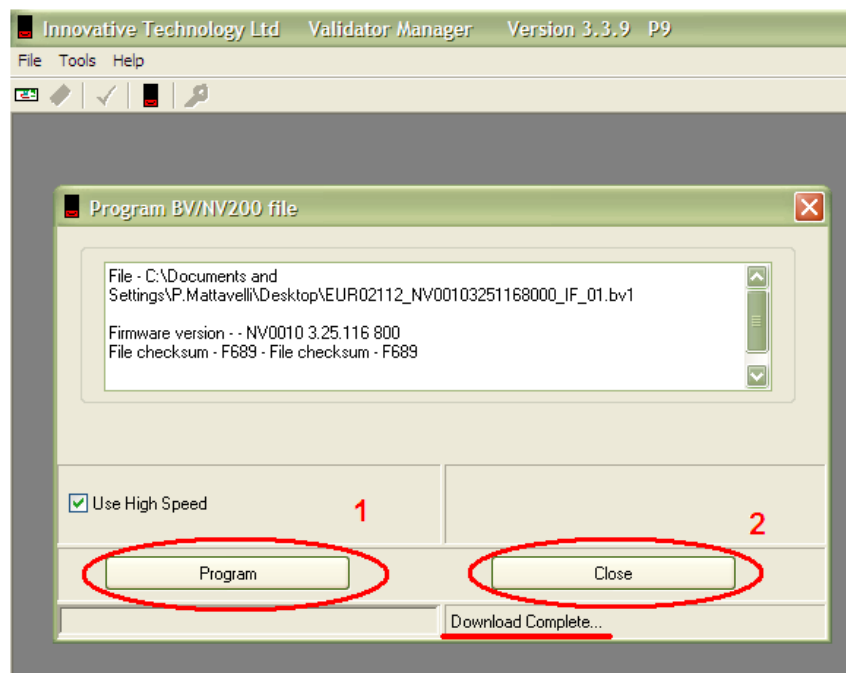 Innovative Technology Ltd Validator Manager Version 3.3.9 P9
File Tools Help
Program BV/NV200 file
File - C:\Documents and
Settings\P.Mattavelli\Desktop\EUR02112_NV00103251168000_IF_01.bv1
Firmware version - - NV0010 3.25.116 800
File checksum - F689 - File checksum - F689
Use High Speed
1
2
Program
Close
Download Complete...